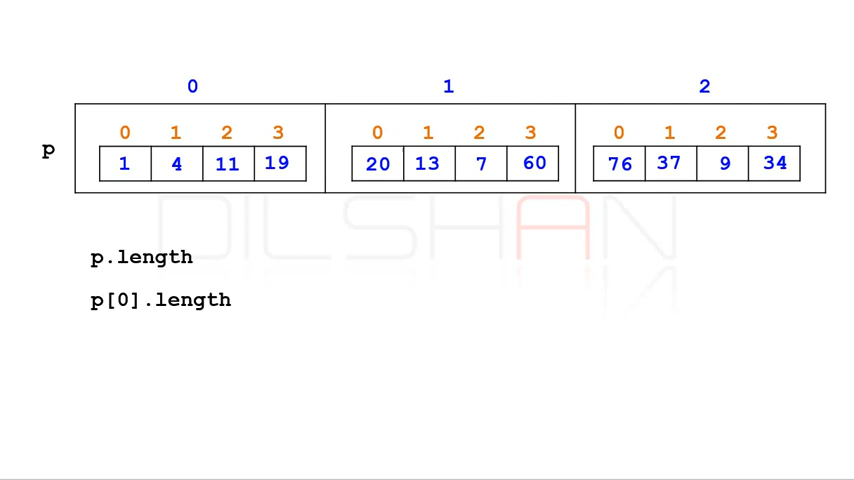 0 1 2
0 1 2 3 0 1 2 3 0 1 2 3
p 1 4 11 19 20 13 7 60 76 37 9 34
DILSHAN
p.length
p[0].length